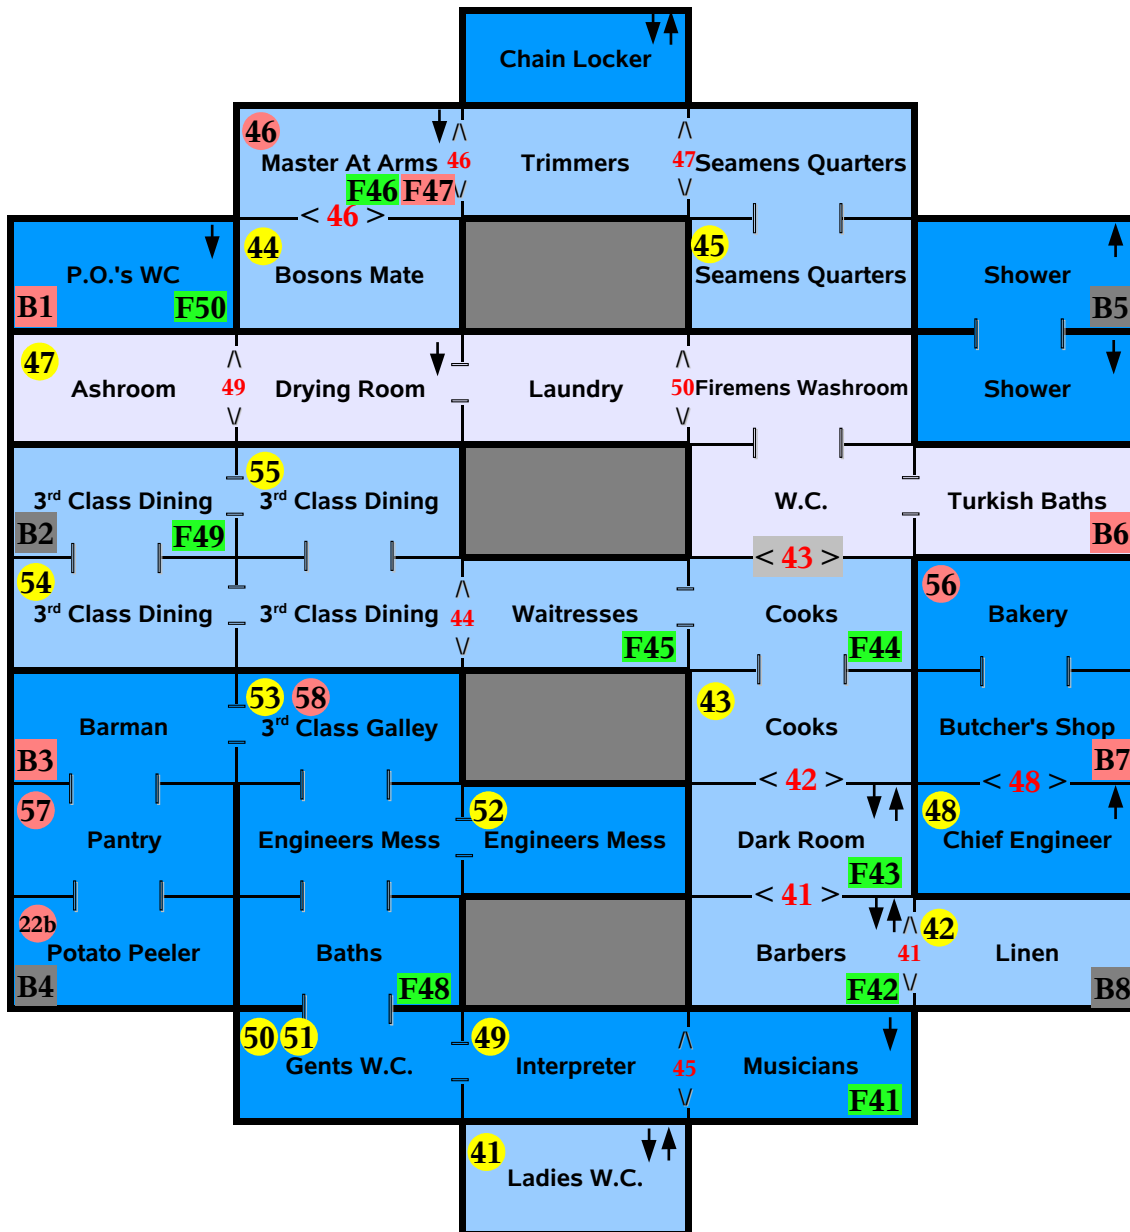 Chain Locker
46
Master At Arms
< 46 >
Trimmers
< 47 >
Seamens Quarters
F46 F47
< 46 >
44
45
P.O.'s WC
Bosons Mate
Seamens Quarters
Shower
B1
F50
B5
47
Ashroom
< 49 >
Drying Room
Laundry
< 50 >
Firemens Washroom
Shower
55
3rd Class Dining
3rd Class Dining
W.C.
Turkish Baths
B2
F49
B6
< 43 >
54
56
3rd Class Dining
3rd Class Dining
< 44 >
Waitresses
Cooks
Bakery
F45
F44
53 58
43
Barman
3rd Class Galley
Cooks
Butcher's Shop
B3
B7
< 42 >
< 48 >
57
52
48
Pantry
Engineers Mess
Engineers Mess
Dark Room
Chief Engineer
F43
< 41 >
22b
42
Potato Peeler
Baths
Barbers
< 41 >
Linen
B4
F48
F42
B8
50 51
49
Gents W.C.
Interpreter
< 45 >
Musicians
F41
41
Ladies W.C.